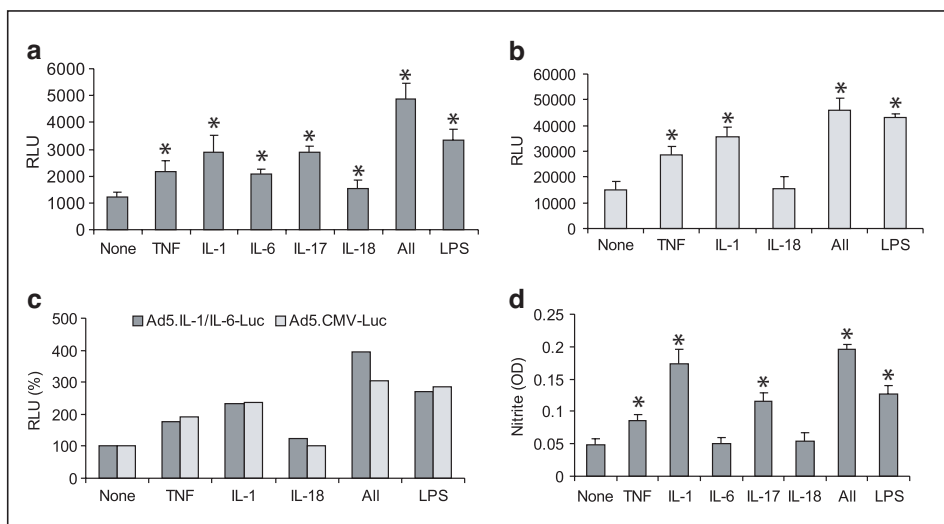 a
6000
5000
4000
3000
2000
1000
0
RLU
* * * * * * *
None TNF IL-1 IL-6 IL-17 IL-18 All LPS
b
60000
50000
40000
30000
20000
10000
0
RLU
* * * *
None TNF IL-1 IL-18 All LPS
c
500
400
300
200
100
0
RLU (%)
Ad5.IL-1/IL-6-Luc Ad5.CMV-Luc
None TNF IL-1 IL-18 All LPS
d
0.25
0.2
0.15
0.1
0.05
0
Nitrite (OD)
* * * * *
None TNF IL-1 IL-6 IL-17 IL-18 All LPS